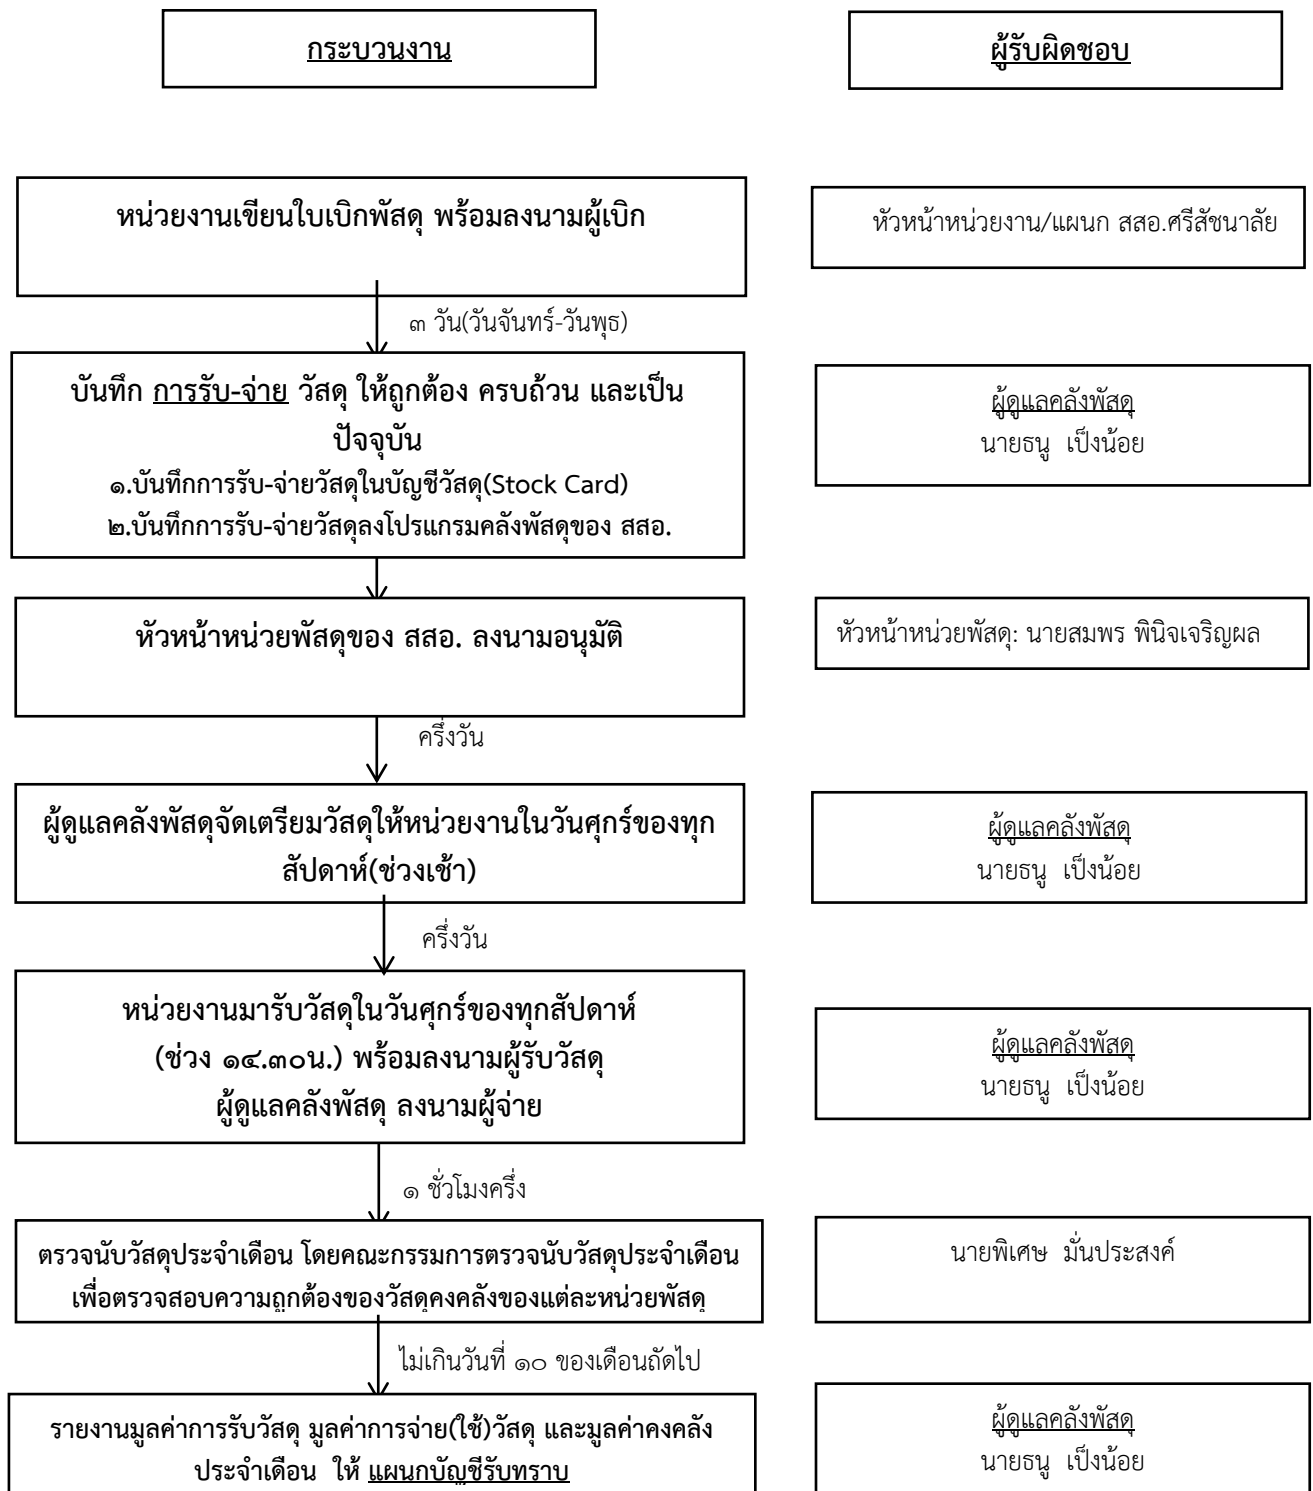 กระบวนงาน
ผู้รับผิดชอบ
หน่วยงานเขียนใบเบิกพัสดุ พร้อมลงนามผู้เบิก
หัวหน้าหน่วยงาน/แผนก สสอ.ศรีสัชนาลัย
๓ วัน(วันจันทร์-วันพุธ)
บันทึก การรับ-จ่าย วัสดุ ให้ถูกต้อง ครบถ้วน และเป็น
ปัจจุบัน
๑.บันทึกการรับ-จ่ายวัสดุในบัญชีวัสดุ(Stock Card)
๒.บันทึกการรับ-จ่ายวัสดุลงโปรแกรมคลังพัสดุของ สสอ.
ผู้ดูแลคลังพัสดุ
นายธนู เป็งน้อย
หัวหน้าหน่วยพัสดุของ สสอ. ลงนามอนุมัติ
หัวหน้าหน่วยพัสดุ: นายสมพร พินิจเจริญผล
ครึ่งวัน
ผู้ดูแลคลังพัสดุจัดเตรียมวัสดุให้หน่วยงานในวันศุกร์ของทุก
สัปดาห์(ช่วงเช้า)
ผู้ดูแลคลังพัสดุ
นายธนู เป็งน้อย
ครึ่งวัน
หน่วยงานมารับวัสดุในวันศุกร์ของทุกสัปดาห์
(ช่วง ๑๔.๓๐น.) พร้อมลงนามผู้รับวัสดุ
ผู้ดูแลคลังพัสดุ ลงนามผู้จ่าย
ผู้ดูแลคลังพัสดุ
นายธนู เป็งน้อย
๑ ชั่วโมงครึ่ง
ตรวจนับวัสดุประจำเดือน โดยคณะกรรมการตรวจนับวัสดุประจำเดือน
เพื่อตรวจสอบความถูกต้องของวัสดุคงคลังของแต่ละหน่วยพัสดุ
นายพิเศษ มั่นประสงค์
ไม่เกินวันที่ ๑๐ ของเดือนถัดไป
รายงานมูลค่าการรับวัสดุ มูลค่าการจ่าย(ใช้)วัสดุ และมูลค่าคงคลัง
ประจำเดือน ให้ แผนกบัญชีรับทราบ
ผู้ดูแลคลังพัสดุ
นายธนู เป็งน้อย